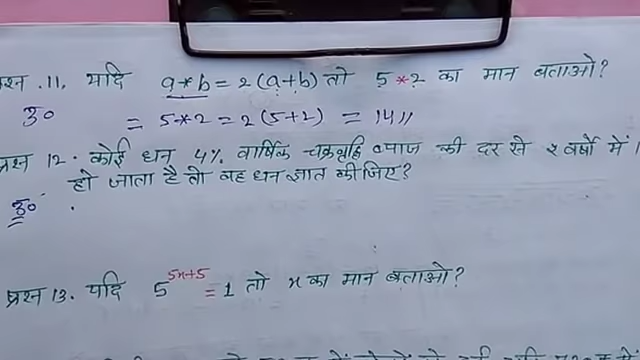 प्रश्न .11. यदि a*b = 2(a+b) तो 5*2 का मान बताओ?
उ०
= 5*2 = 2(5+2) = 14॥
प्रश्न 12. कोई धन 4% वार्षिक चक्रवृद्धि ब्याज की दर से २ वर्षो में
हो जाता है तो वह धन ज्ञात कीजिए?
उ० .
प्रश्न 13. यदि 5^{5x+5} = 1 तो x का मान बताओ?